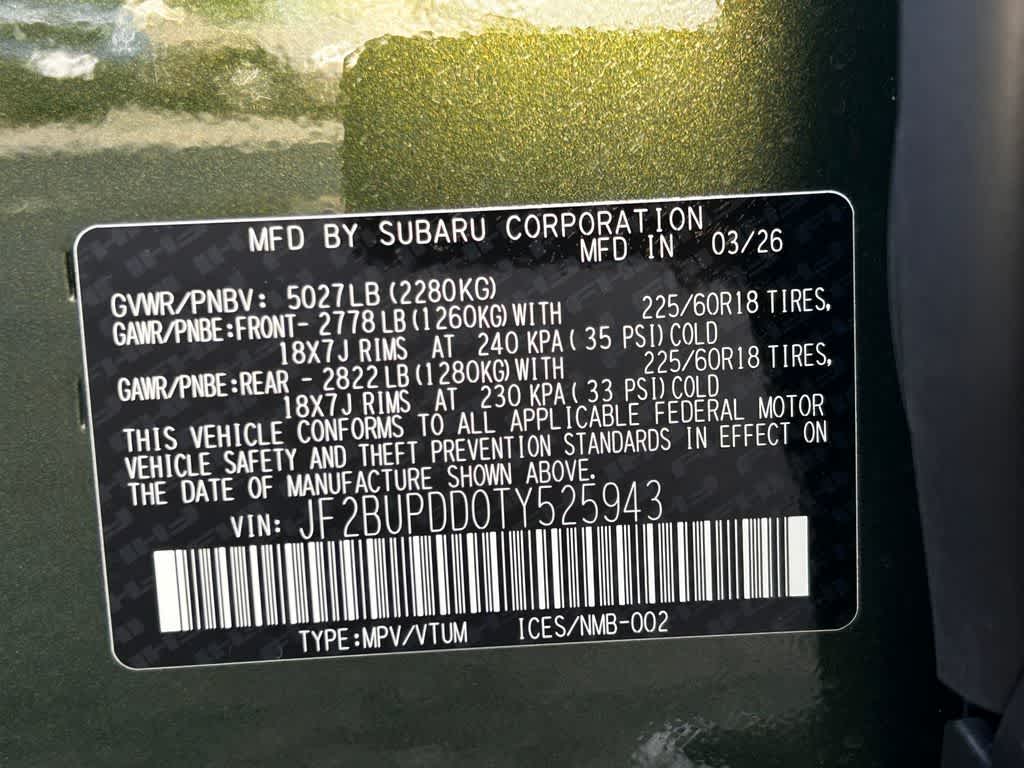 MFD BY SUBARU CORPORATION
MFD IN 03/26
GVWR/PNBV: 5027LB (2280KG)
GAWR/PNBE:FRONT- 2778 LB (1260KG) WITH 225/60R18 TIRES,
18X7J RIMS AT 240 KPA ( 35 PSI) COLD
GAWR/PNBE:REAR - 2822 LB (1280KG) WITH 225/60R18 TIRES,
18X7J RIMS AT 230 KPA ( 33 PSI) COLD
THIS VEHICLE CONFORMS TO ALL APPLICABLE FEDERAL MOTOR
VEHICLE SAFETY AND THEFT PREVENTION STANDARDS IN EFFECT ON
THE DATE OF MANUFACTURE SHOWN ABOVE.
VIN: JF2BUPDD0TY525943
TYPE:MPV/VTUM ICES/NMB-002